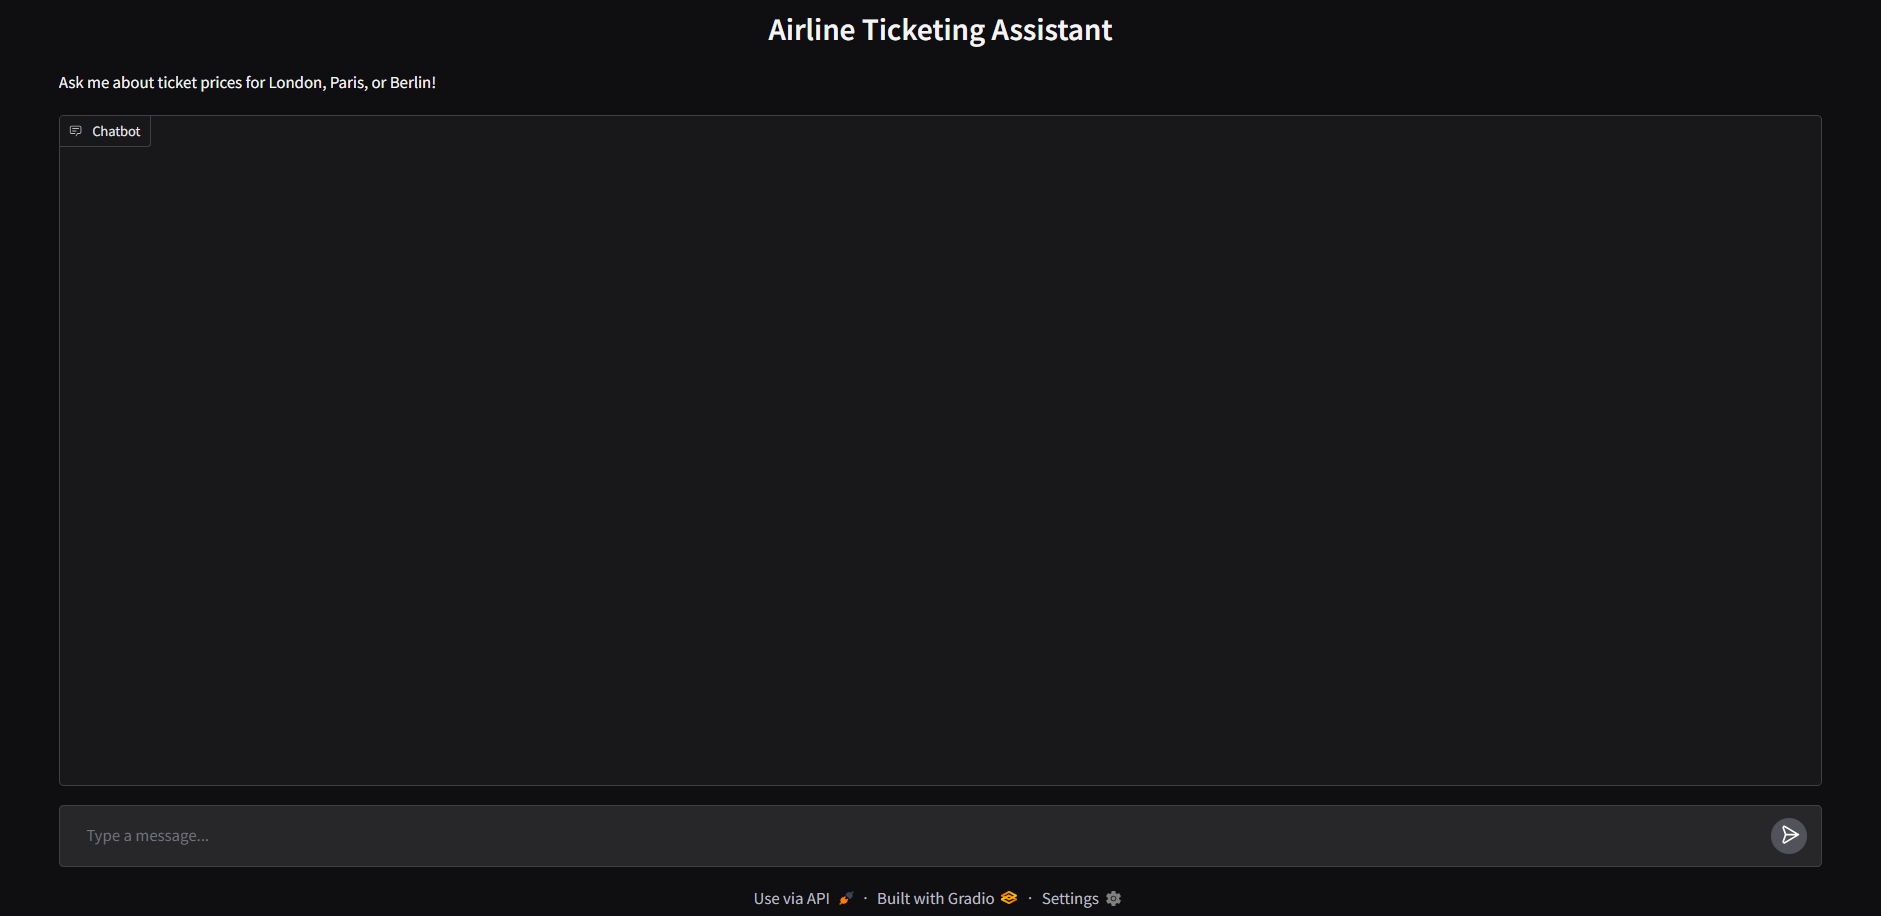 Airline Ticketing Assistant
Ask me about ticket prices for London, Paris, or Berlin!
Chatbot
Type a message...
Use via API · Built with Gradio · Settings